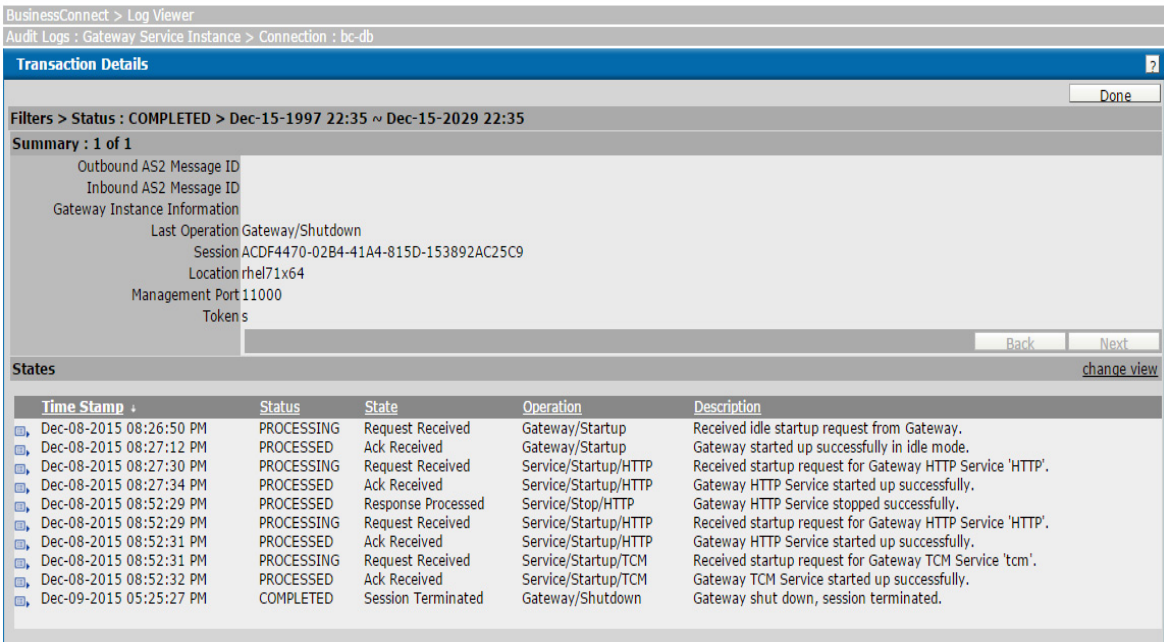 BusinessConnect > Log Viewer
Audit Logs : Gateway Service Instance > Connection : bc-db
Transaction Details ?
Done
Filters > Status : COMPLETED > Dec-15-1997 22:35 ~ Dec-15-2029 22:35
Summary : 1 of 1
Outbound AS2 Message ID
Inbound AS2 Message ID
Gateway Instance Information
Last Operation Gateway/Shutdown
Session ACDF4470-02B4-41A4-815D-153892AC25C9
Location rhel71x64
Management Port 11000
Token s
Back Next
States change view
Time Stamp ↓ Status State Operation Description
Dec-08-2015 08:26:50 PM PROCESSING Request Received Gateway/Startup Received idle startup request from Gateway.
Dec-08-2015 08:27:12 PM PROCESSED Ack Received Gateway/Startup Gateway started up successfully in idle mode.
Dec-08-2015 08:27:30 PM PROCESSING Request Received Service/Startup/HTTP Received startup request for Gateway HTTP Service 'HTTP'.
Dec-08-2015 08:27:34 PM PROCESSED Ack Received Service/Startup/HTTP Gateway HTTP Service started up successfully.
Dec-08-2015 08:52:29 PM PROCESSED Response Processed Service/Stop/HTTP Gateway HTTP Service stopped successfully.
Dec-08-2015 08:52:29 PM PROCESSING Request Received Service/Startup/HTTP Received startup request for Gateway HTTP Service 'HTTP'.
Dec-08-2015 08:52:31 PM PROCESSED Ack Received Service/Startup/HTTP Gateway HTTP Service started up successfully.
Dec-08-2015 08:52:31 PM PROCESSING Request Received Service/Startup/TCM Received startup request for Gateway TCM Service 'tcm'.
Dec-08-2015 08:52:32 PM PROCESSED Ack Received Service/Startup/TCM Gateway TCM Service started up successfully.
Dec-09-2015 05:25:27 PM COMPLETED Session Terminated Gateway/Shutdown Gateway shut down, session terminated.